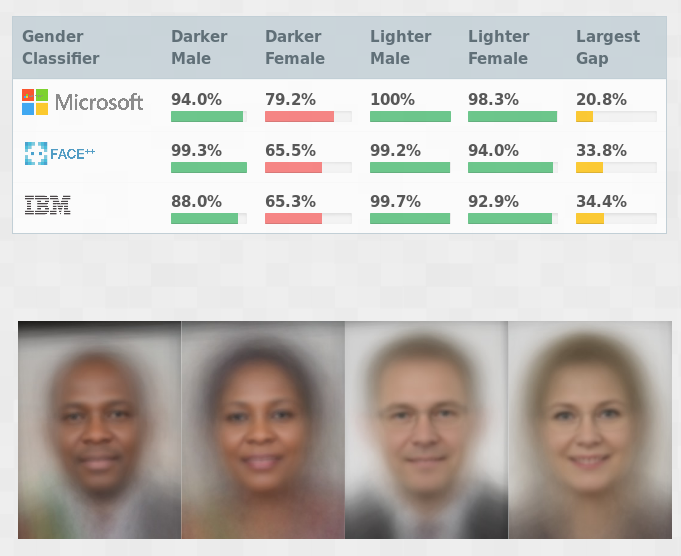 Gender Darker Darker Lighter Lighter Largest
Classifier Male Female Male Female Gap
Microsoft 94.0% 79.2% 100% 98.3% 20.8%
FACE++ 99.3% 65.5% 99.2% 94.0% 33.8%
IBM 88.0% 65.3% 99.7% 92.9% 34.4%